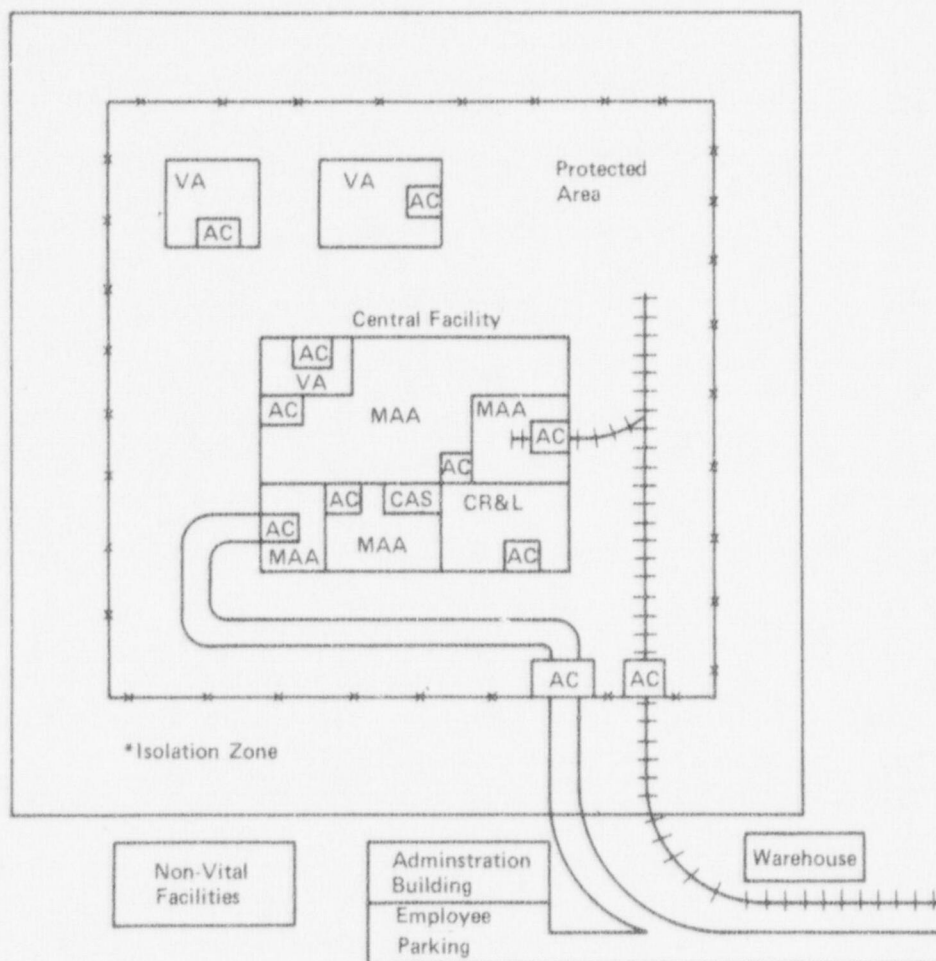 VA
VA
AC
AC
Protected
Area
Central Facility
AC
VA
AC
MAA
MAA
AC
AC
AC
CAS
CR&L
AC
MAA
MAA
AC
AC
AC
*Isolation Zone
Non-Vital
Facilities
Adminstration
Building
Employee
Parking
Warehouse